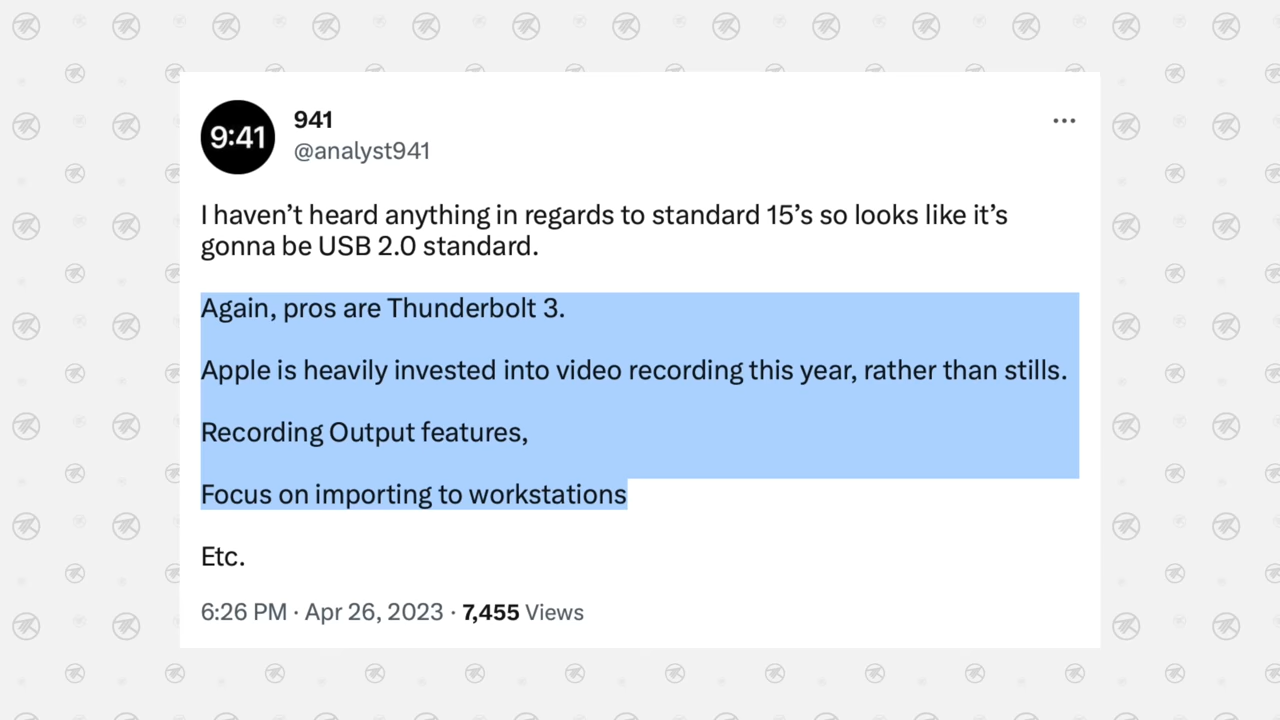 9:41
941
@analyst941
I haven’t heard anything in regards to standard 15’s so looks like it’s
gonna be USB 2.0 standard.
Again, pros are Thunderbolt 3.
Apple is heavily invested into video recording this year, rather than stills.
Recording Output features,
Focus on importing to workstations
Etc.
6:26 PM · Apr 26, 2023 · 7,455 Views